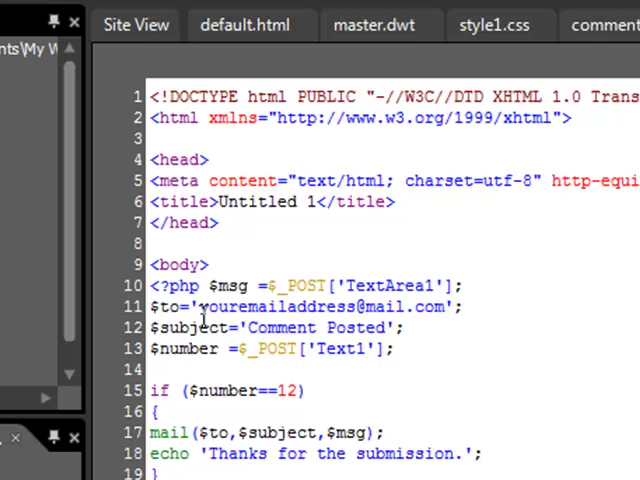 Site View default.html master.dwt style1.css commen
nts\My W
1 <!DOCTYPE html PUBLIC "-//W3C//DTD XHTML 1.0 Trans
2 <html xmlns="http://www.w3.org/1999/xhtml">
3
4 <head>
5 <meta content="text/html; charset=utf-8" http-equi
6 <title>Untitled 1</title>
7 </head>
8
9 <body>
10 <?php $msg =$_POST['TextArea1'];
11 $to='youremailaddress@mail.com';
12 $subject='Comment Posted';
13 $number =$_POST['Text1'];
14
15 if ($number==12)
16 {
17 mail($to,$subject,$msg);
18 echo 'Thanks for the submission.';
19 }